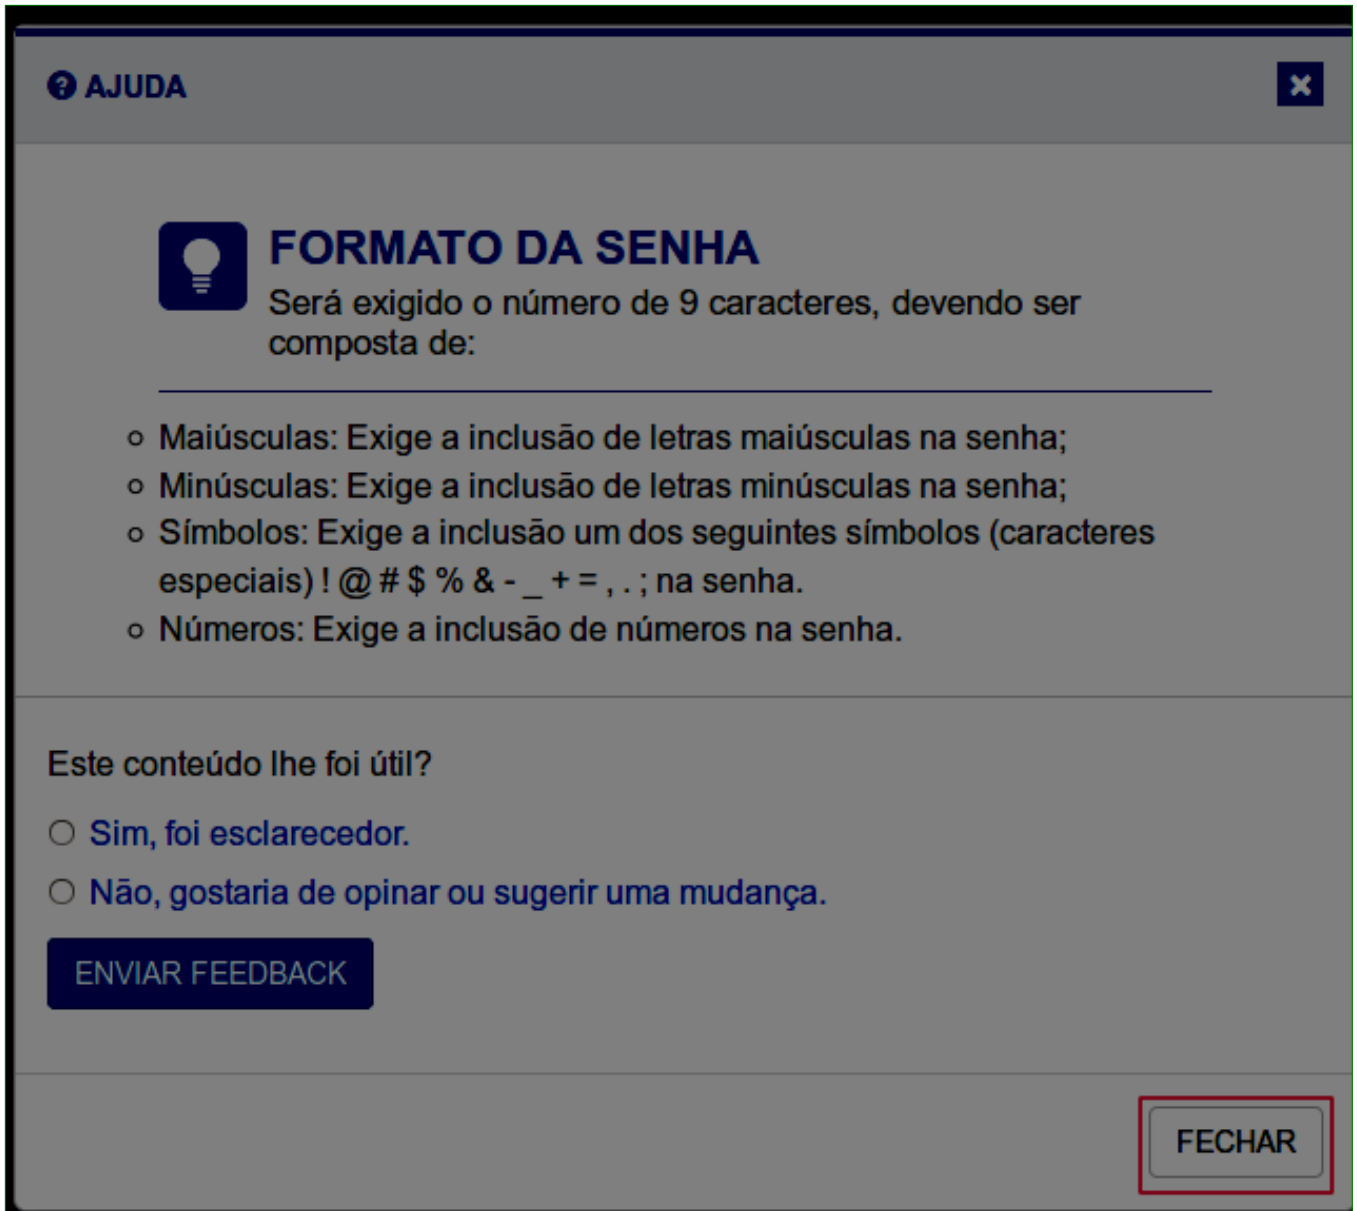 AJUDA
FORMATO DA SENHA
Será exigido o número de 9 caracteres, devendo ser
composta de:
Maiúsculas: Exige a inclusão de letras maiúsculas na senha;
Minúsculas: Exige a inclusão de letras minúsculas na senha;
Símbolos: Exige a inclusão um dos seguintes símbolos (caracteres
especiais) ! @ # $ % & - _ + = , . ; na senha.
Números: Exige a inclusão de números na senha.
Este conteúdo lhe foi útil?
Sim, foi esclarecedor.
Não, gostaria de opinar ou sugerir uma mudança.
ENVIAR FEEDBACK
FECHAR